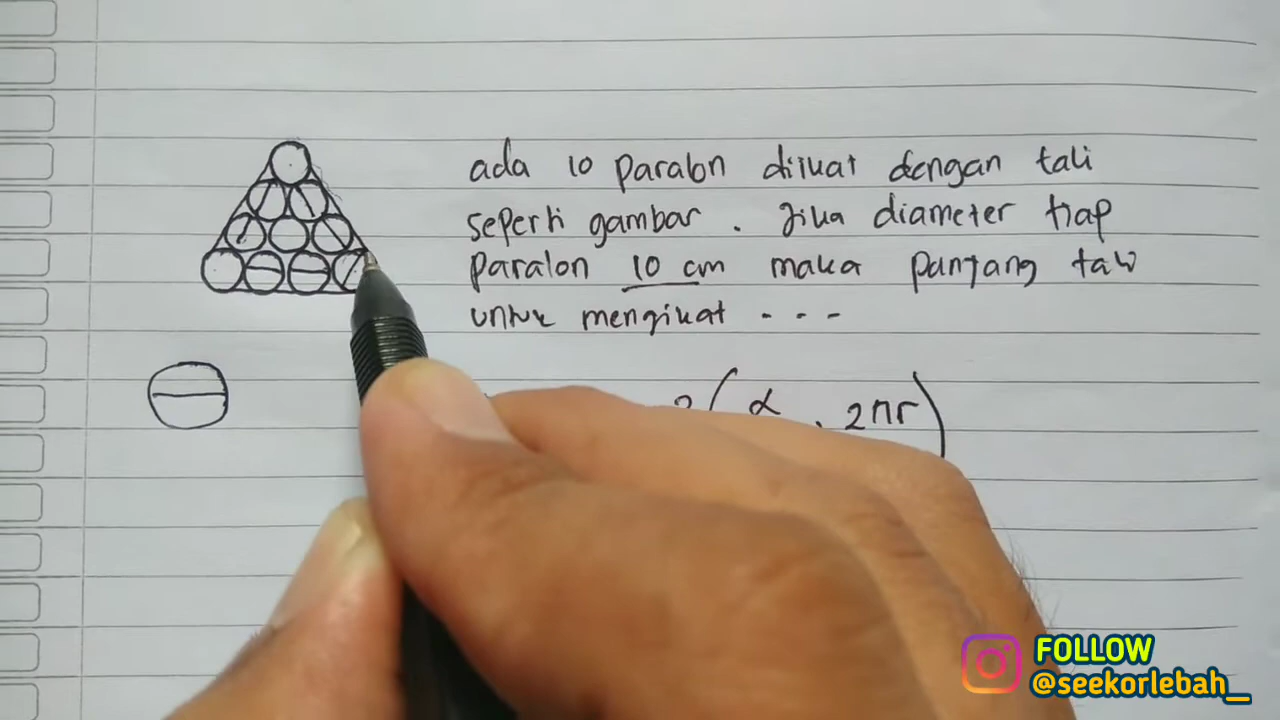 ada 10 paralon diikat dengan tali
seperti gambar. Jika diameter tiap
paralon 10 cm maka panjang tali
untuk mengikat ...
2πr
FOLLOW
@seekorlebah_